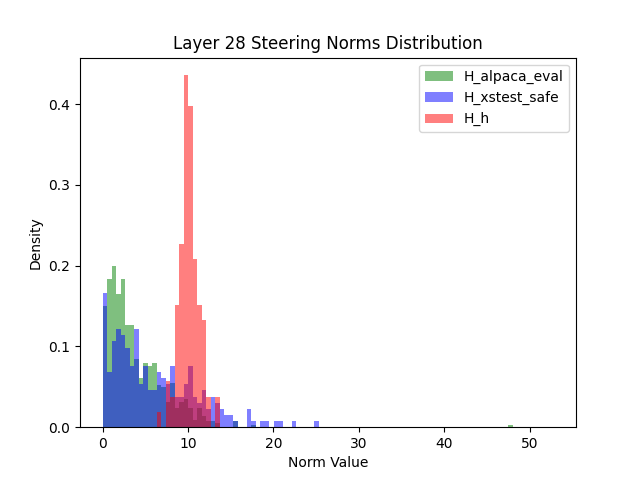 Layer 28 Steering Norms Distribution
H_alpaca_eval
H_xstest_safe
H_h
Density
0.4
0.3
0.2
0.1
0.0
0 10 20 30 40 50
Norm Value